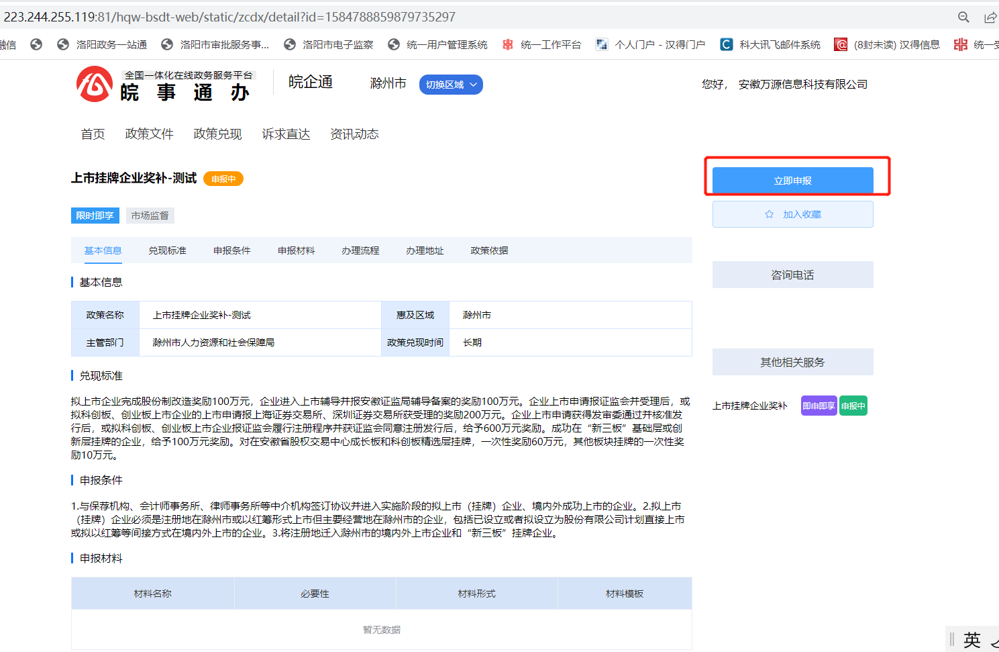 223.244.255.119:81/hqw-bsdt-web/static/zcdx/detail?id=1584788859879735297
融信 洛阳政务一站通 洛阳市审批服务事... 洛阳市电子监察 统一用户管理系统 统一工作平台 个人门户 - 汉得门户 科大讯飞邮件系统 (8封未读) 汉得信息 统一受
全国一体化在线政务服务平台
皖事通办
皖企通 滁州市 切换区域 您好， 安徽万源信息科技有限公司
首页 政策文件 政策兑现 诉求直达 资讯动态
上市挂牌企业奖补-测试 申报中
立即申报
限时即享 市场监督
加入收藏
基本信息 兑现标准 申报条件 申报材料 办理流程 办理地址 政策依据
咨询电话
基本信息
政策名称 上市挂牌企业奖补-测试 惠及区域 滁州市
主管部门 滁州市人力资源和社会保障局 政策兑现时间 长期
其他相关服务
上市挂牌企业奖补 即申即享 申报中
兑现标准
拟上市企业完成股份制改造奖励100万元，企业进入上市辅导并报安徽证监局辅导备案的奖励100万元。企业上市申请报证监会并受理后，或
拟科创板、创业板上市企业的上市申请报上海证券交易所、深圳证券交易所获受理的奖励200万元。企业上市申请获得发审委通过并核准发
行后，或拟科创板、创业板上市企业报证监会履行注册程序并获证监会同意注册发行后，给予600万元奖励。成功在“新三板”基础层或创
新层挂牌的企业，给予100万元奖励。对在安徽省股权交易中心成长板和科创板精选层挂牌，一次性奖励60万元，其他板块挂牌的一次性奖
励10万元。
申报条件
1.与保荐机构、会计师事务所、律师事务所等中介机构签订协议并进入实施阶段的拟上市（挂牌）企业、境内外成功上市的企业。2.拟上市
（挂牌）企业必须是注册地在滁州市或以红筹形式上市但主要经营地在滁州市的企业，包括已设立或者拟设立为股份有限公司计划直接上市
或拟以红筹等间接方式在境内外上市的企业。3.将注册地迁入滁州市的境内外上市企业和“新三板”挂牌企业。
申报材料
材料名称 必要性 材料形式 材料模板
暂无数据
英